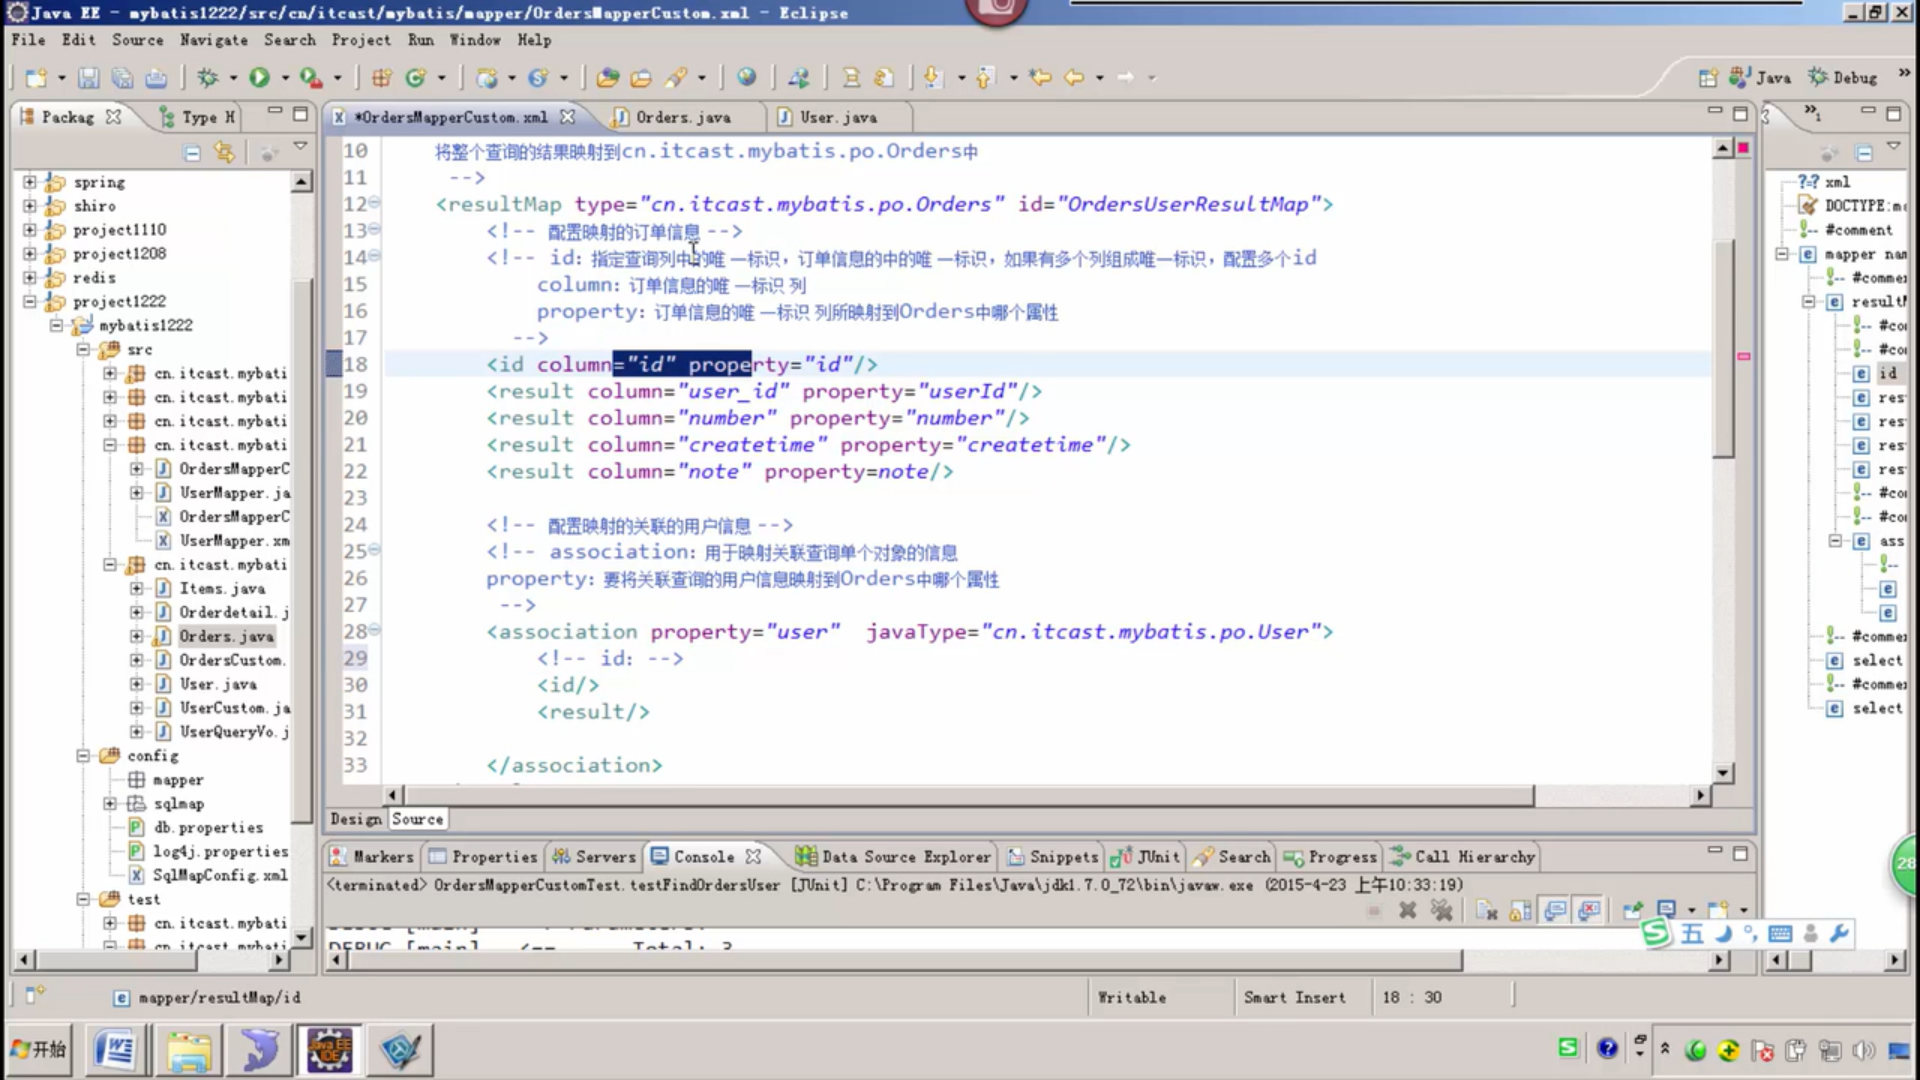 Java EE - mybatis1222/src/cn/itcast/mybatis/mapper/OrdersMapperCustom.xml - Eclipse
File Edit Source Navigate Search Project Run Window Help
Java Debug
Packag Type H
*OrdersMapperCustom.xml Orders.java User.java
spring
shiro
project1110
project1208
redis
project1222
mybatis1222
src
cn.itcast.mybati
cn.itcast.mybati
cn.itcast.mybati
cn.itcast.mybati
OrdersMapperC
UserMapper.ja
OrdersMapperC
UserMapper.xm
cn.itcast.mybati
Items.java
Orderdetail.j
Orders.java
OrdersCustom.
User.java
UserCustom.ja
UserQueryVo.j
config
mapper
sqlmap
db.properties
log4j.properties
SqlMapConfig.xml
test
cn.itcast.mybati
cn.itcast.mybati
10 将整个查询的结果映射到cn.itcast.mybatis.po.Orders中
11 -->
12 <resultMap type="cn.itcast.mybatis.po.Orders" id="OrdersUserResultMap">
13 <!-- 配置映射的订单信息 -->
14 <!-- id：指定查询列中的唯 一标识，订单信息的中的唯 一标识，如果有多个列组成唯一标识，配置多个id
15 column：订单信息的唯 一标识 列
16 property：订单信息的唯 一标识 列所映射到Orders中哪个属性
17 -->
18 <id column="id" property="id"/>
19 <result column="user_id" property="userId"/>
20 <result column="number" property="number"/>
21 <result column="createtime" property="createtime"/>
22 <result column="note" property=note/>
23
24 <!-- 配置映射的关联的用户信息 -->
25 <!-- association：用于映射关联查询单个对象的信息
26 property：要将关联查询的用户信息映射到Orders中哪个属性
27 -->
28 <association property="user"  javaType="cn.itcast.mybatis.po.User">
29 <!-- id: -->
30 <id/>
31 <result/>
32
33 </association>
Design Source
?=? xml
DOCTYPE:m
#comment
mapper nam
#comme
result
#co
#co
id
res
res
res
res
#co
#co
ass
!--
e
e
#comme
select
#comme
select
Markers Properties Servers Console Data Source Explorer Snippets JUnit Search Progress Call Hierarchy
<terminated> OrdersMapperCustomTest.testFindOrdersUser [JUnit] C:\Program Files\Java\jdk1.7.0_72\bin\javaw.exe (2015-4-23 上午10:33:19)
DEBUG [main] - <== Total: 3
28
五
mapper/resultMap/id Writable Smart Insert 18 : 30
开始